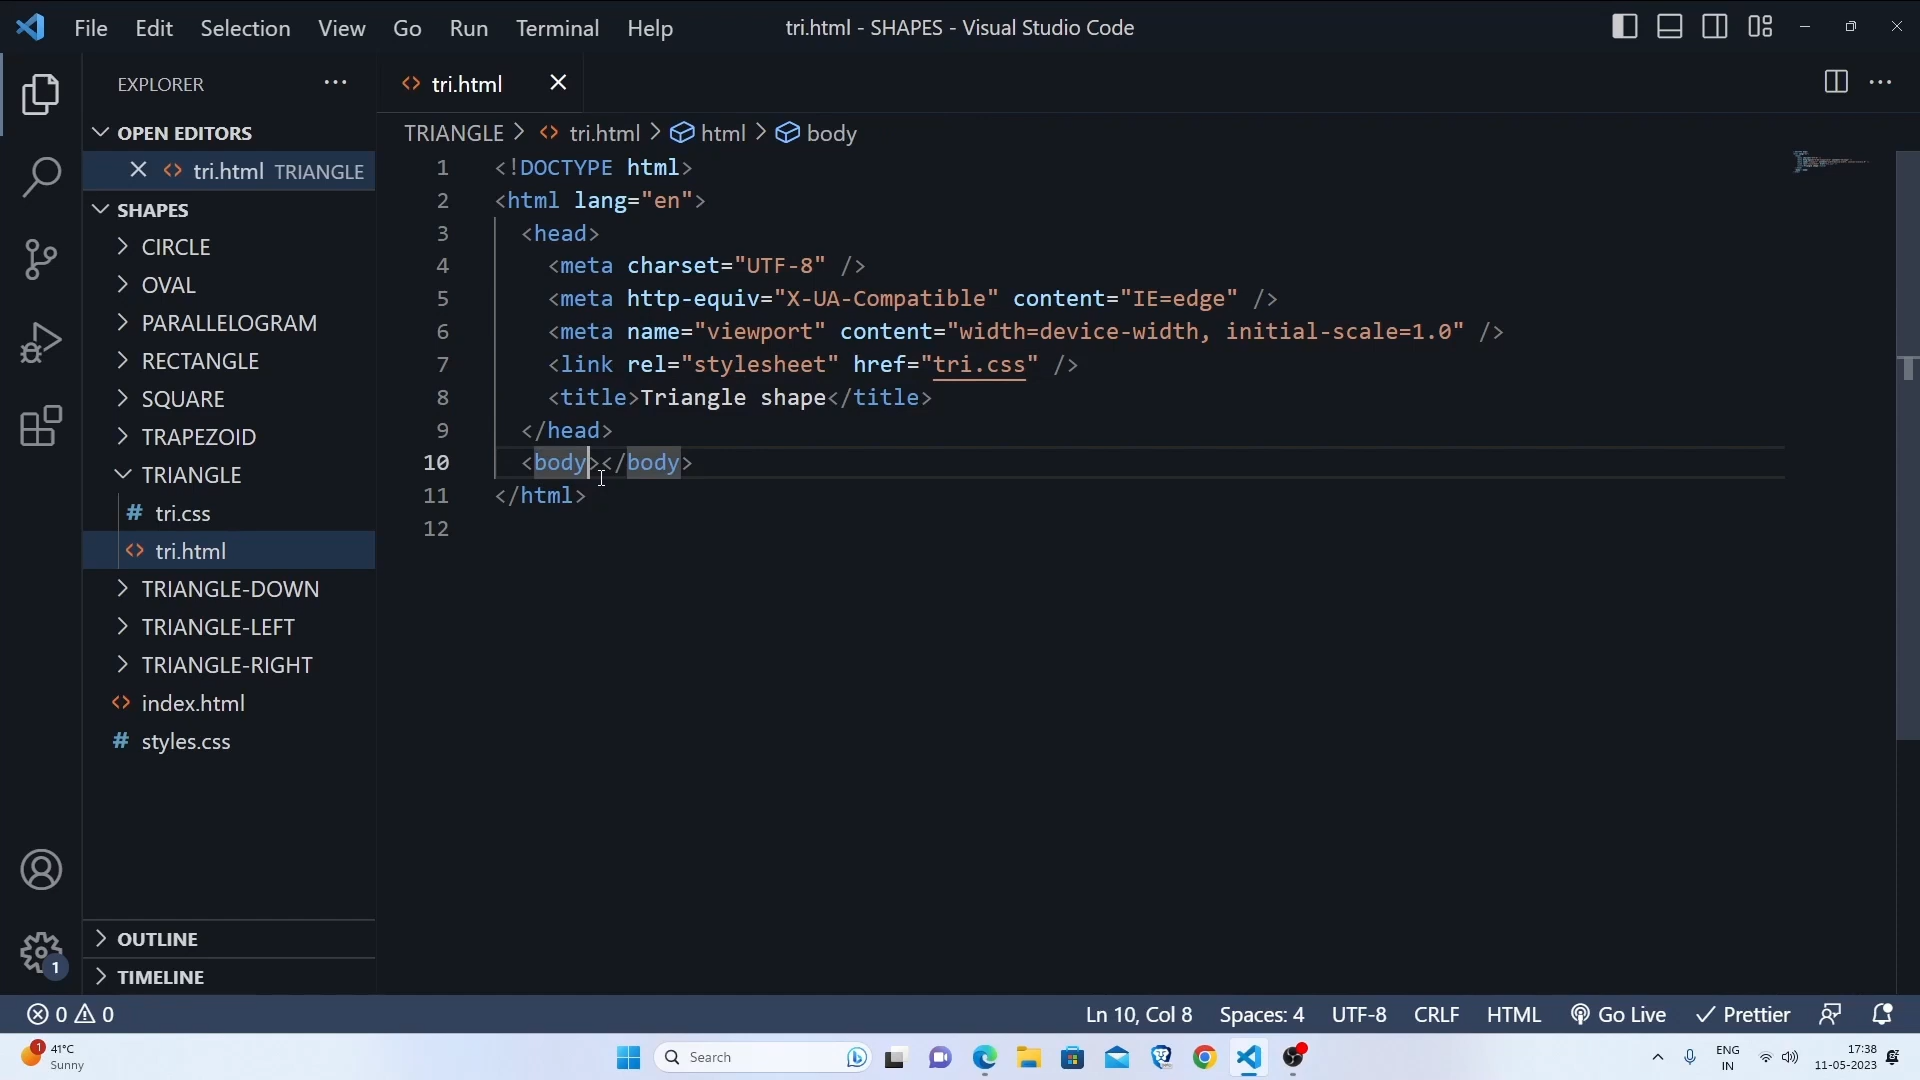 File Edit Selection View Go Run Terminal Help
tri.html - SHAPES - Visual Studio Code
EXPLORER
OPEN EDITORS
tri.html TRIANGLE
SHAPES
CIRCLE
OVAL
PARALLELOGRAM
RECTANGLE
SQUARE
TRAPEZOID
TRIANGLE
# tri.css
<> tri.html
TRIANGLE-DOWN
TRIANGLE-LEFT
TRIANGLE-RIGHT
<> index.html
# styles.css
OUTLINE
TIMELINE
1
<> tri.html
TRIANGLE > <> tri.html > html > body
1 <!DOCTYPE html>
2 <html lang="en">
3 <head>
4 <meta charset="UTF-8" />
5 <meta http-equiv="X-UA-Compatible" content="IE=edge" />
6 <meta name="viewport" content="width=device-width, initial-scale=1.0" />
7 <link rel="stylesheet" href="tri.css" />
8 <title>Triangle shape</title>
9 </head>
10 <body></body>
11 </html>
12
0 0
Ln 10, Col 8 Spaces: 4 UTF-8 CRLF HTML Go Live Prettier
1
41°C
Sunny
Search
ENG
IN
17:38
11-05-2023